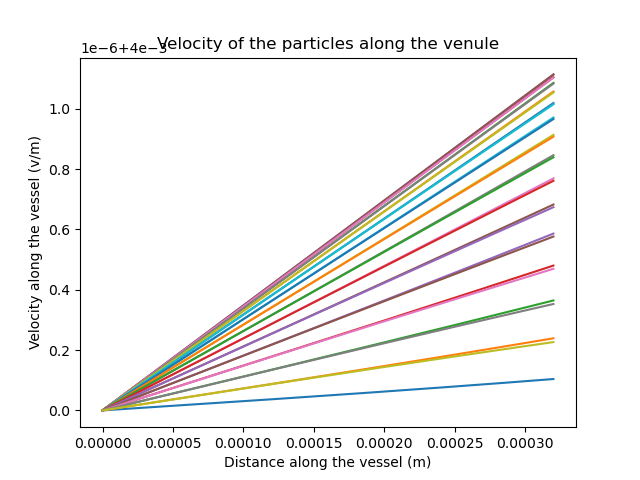 Velocity of the particles along the venule
1e−6+4e−3
1.0
0.8
0.6
0.4
0.2
0.0
Velocity along the vessel (v/m)
0.00000 0.00005 0.00010 0.00015 0.00020 0.00025 0.00030
Distance along the vessel (m)